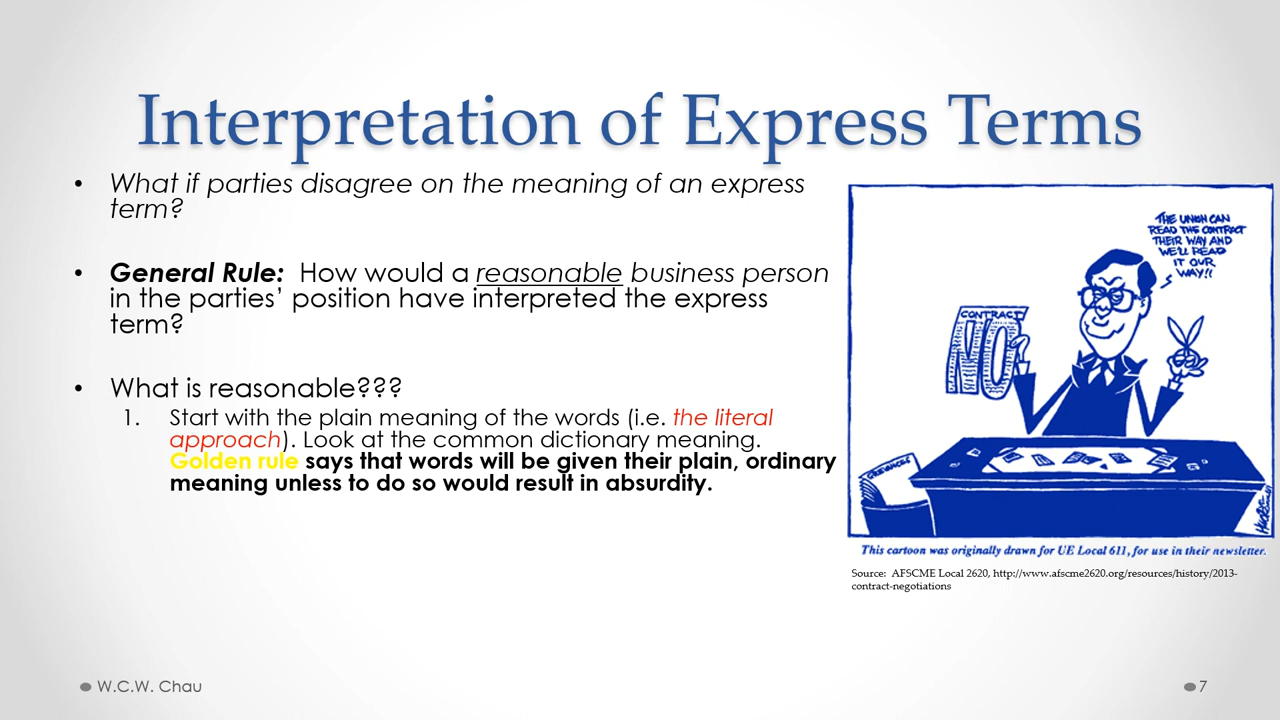 Interpretation of Express Terms
• What if parties disagree on the meaning of an express
term?
• General Rule: How would a reasonable business person
in the parties’ position have interpreted the express
term?
• What is reasonable???
1. Start with the plain meaning of the words (i.e. the literal
approach). Look at the common dictionary meaning.
Golden rule says that words will be given their plain, ordinary
meaning unless to do so would result in absurdity.
THE UNION CAN
READ THE CONTRACT
THEIR WAY AND
WE'LL READ
IT OUR
WAY!!
CONTRACT
NO
GRIEVANCES
This cartoon was originally drawn for UE Local 611, for use in their newsletter.
Source: AFSCME Local 2620, http://www.afscme2620.org/resources/history/2013-
contract-negotiations
W.C.W. Chau
7